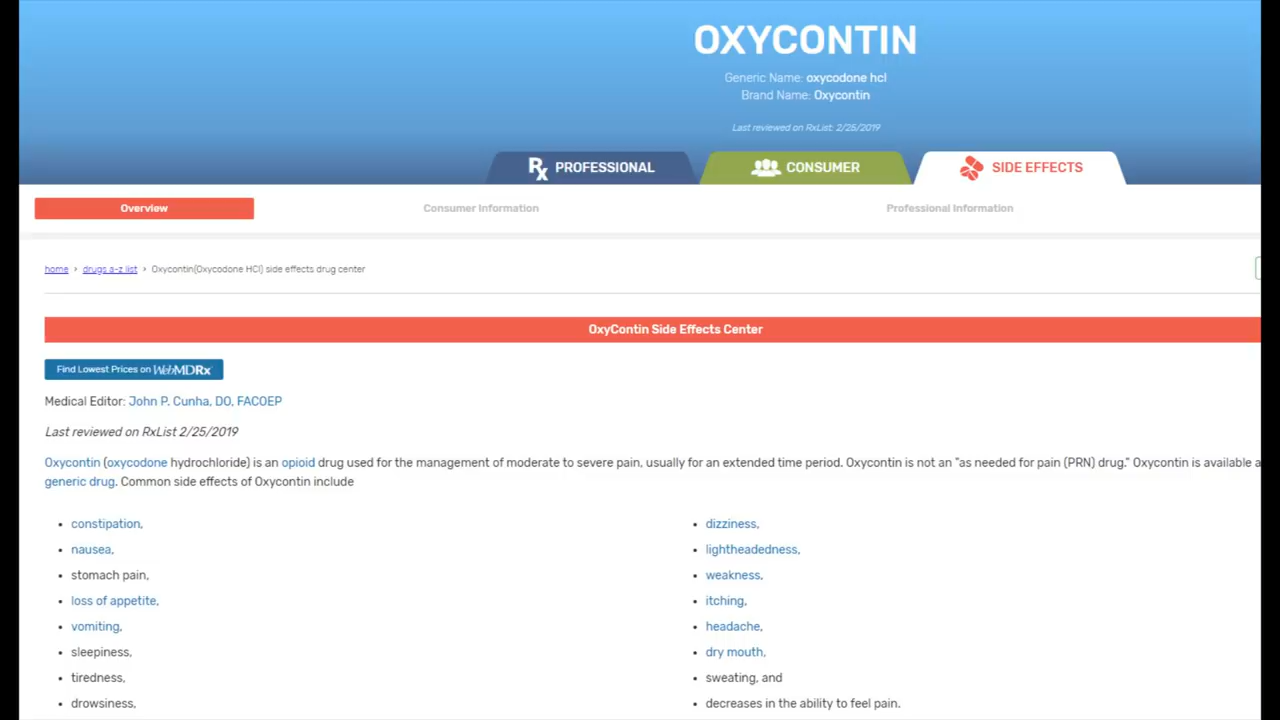 OXYCONTIN
Generic Name: oxycodone hcl
Brand Name: Oxycontin
Last reviewed on RxList: 2/25/2019
Rx PROFESSIONAL
CONSUMER
SIDE EFFECTS
Overview
Consumer Information
Professional Information
home › drugs a-z list › Oxycontin(Oxycodone HCl) side effects drug center
OxyContin Side Effects Center
Find Lowest Prices on WebMDRx
Medical Editor: John P. Cunha, DO, FACOEP
Last reviewed on RxList 2/25/2019
Oxycontin (oxycodone hydrochloride) is an opioid drug used for the management of moderate to severe pain, usually for an extended time period. Oxycontin is not an "as needed for pain (PRN) drug." Oxycontin is available a
generic drug. Common side effects of Oxycontin include
• constipation,
• nausea,
• stomach pain,
• loss of appetite,
• vomiting,
• sleepiness,
• tiredness,
• drowsiness,
• dizziness,
• lightheadedness,
• weakness,
• itching,
• headache,
• dry mouth,
• sweating, and
• decreases in the ability to feel pain.